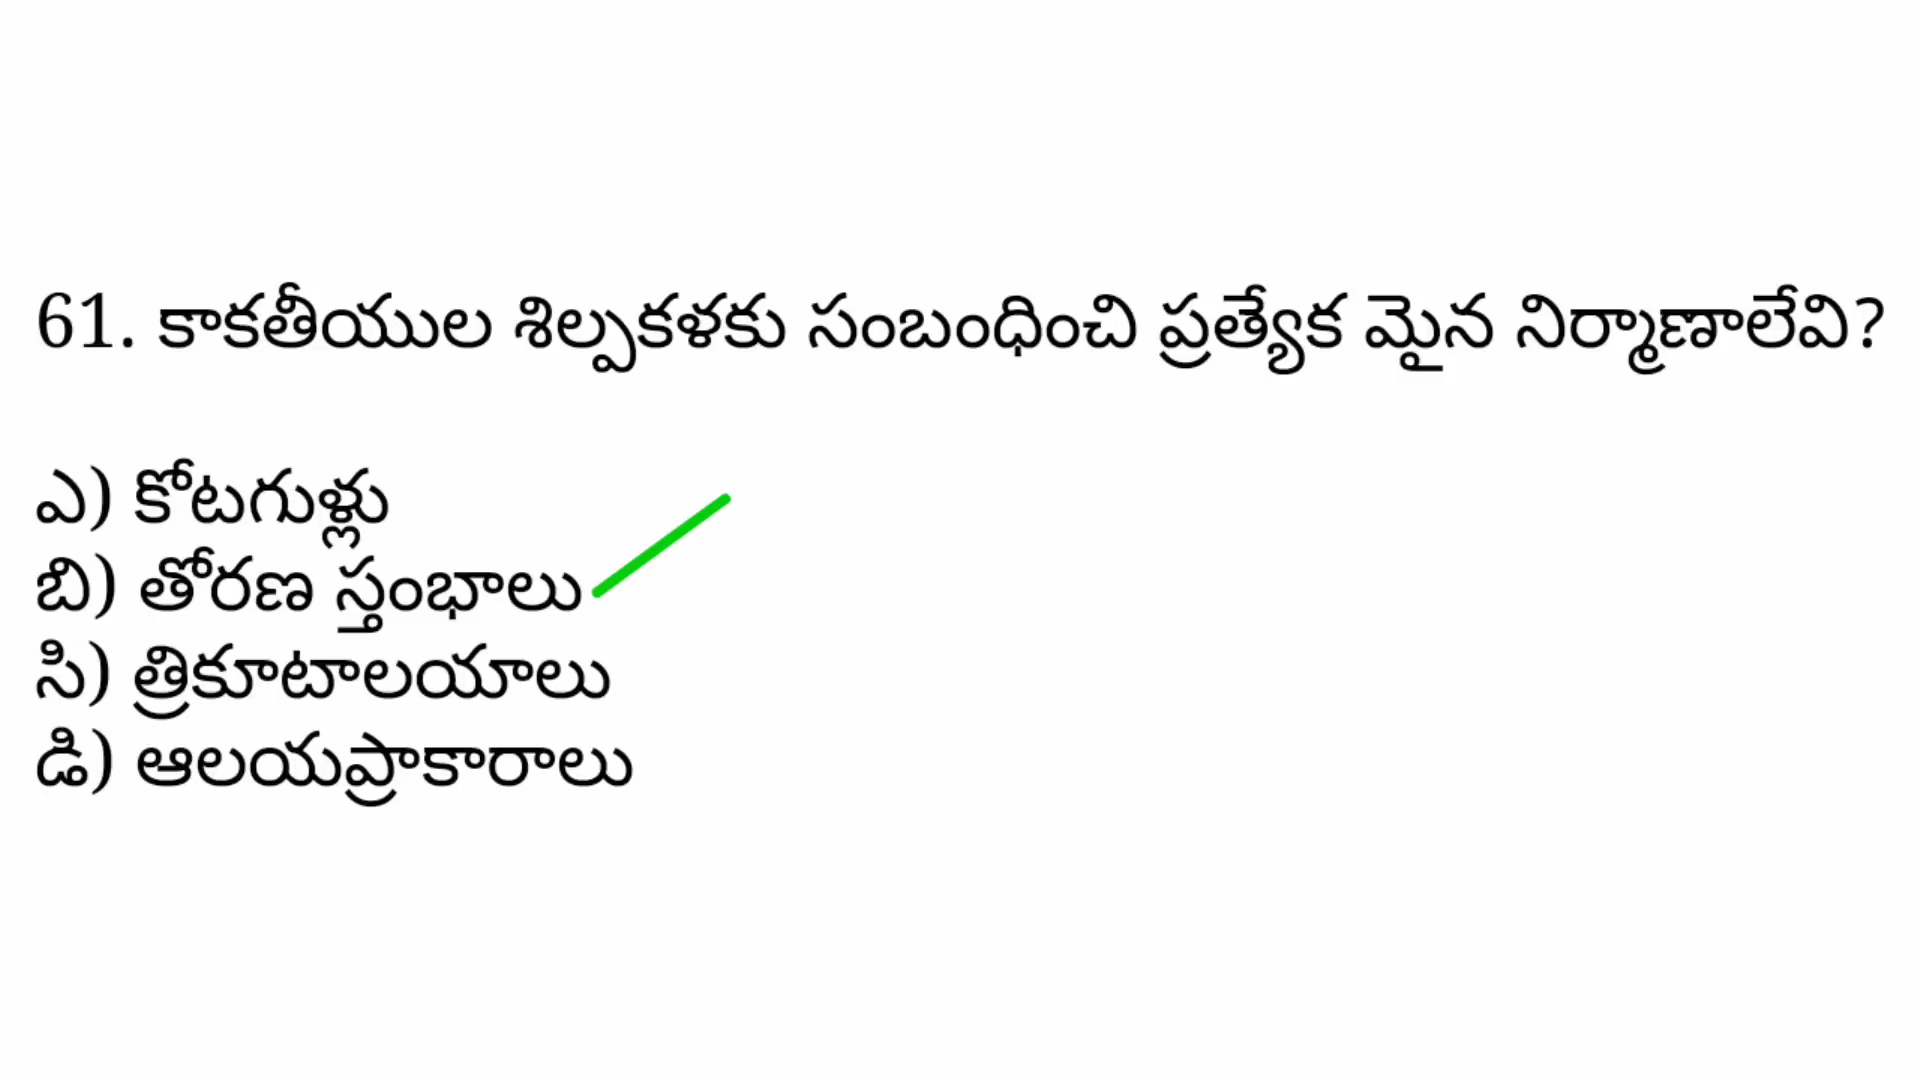 61. కాకతీయుల శిల్పకళకు సంబంధించి ప్రత్యేక మైన నిర్మాణాలేవి?
ఎ) కోటగుళ్లు
బి) తోరణ స్తంభాలు
సి) త్రికూటాలయాలు
డి) ఆలయప్రాకారాలు